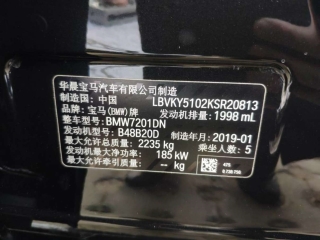 华晨宝马汽车有限公司制造
制造国：中国 LBVKY5102KSR20813
品牌：宝马(BMW)牌 发动机排量：1998 mL
整车型号：BMW7201DN
发动机型号：B48B20D 制造年月：2019-01
最大允许总质量：2235 kg 乘坐人数：5
发动机最大净功率：185 kW
最大允许牵引质量：-- kg